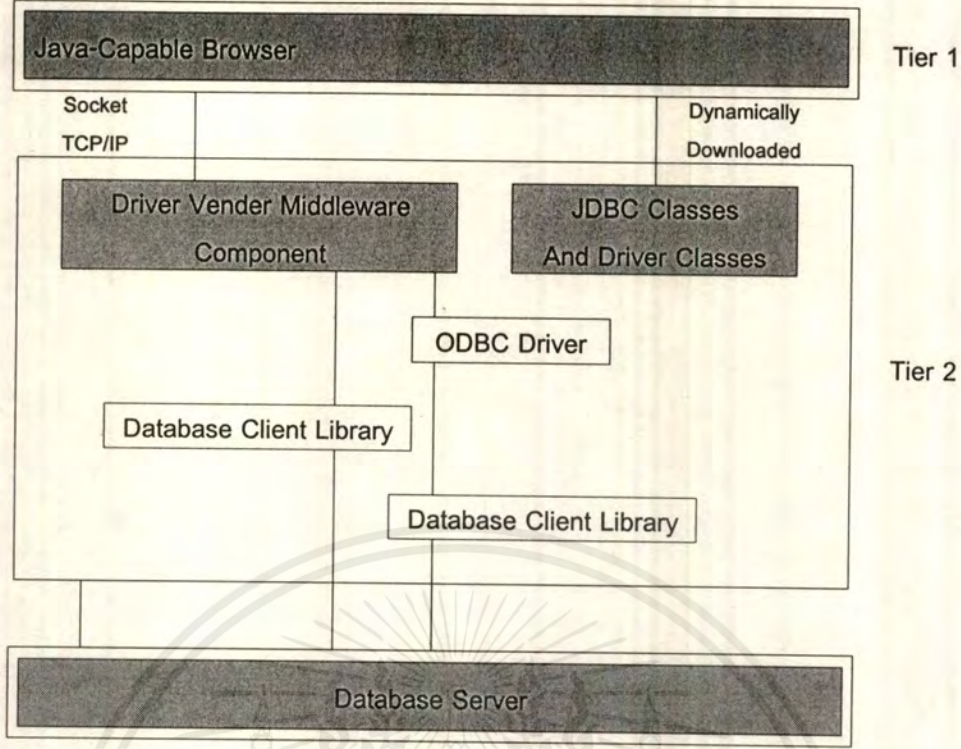 Java-Capable Browser
Tier 1
Socket
TCP/IP
Dynamically
Downloaded
Driver Vender Middleware
Component
JDBC Classes
And Driver Classes
ODBC Driver
Tier 2
Database Client Library
Database Client Library
Database Server